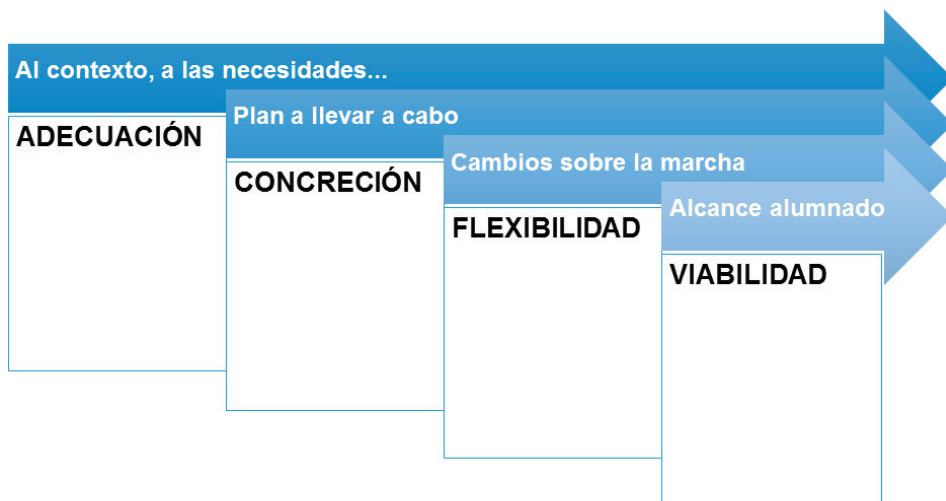 Al contexto, a las necesidades...
ADECUACIÓN
Plan a llevar a cabo
CONCRECIÓN
Cambios sobre la marcha
FLEXIBILIDAD
Alcance alumnado
VIABILIDAD